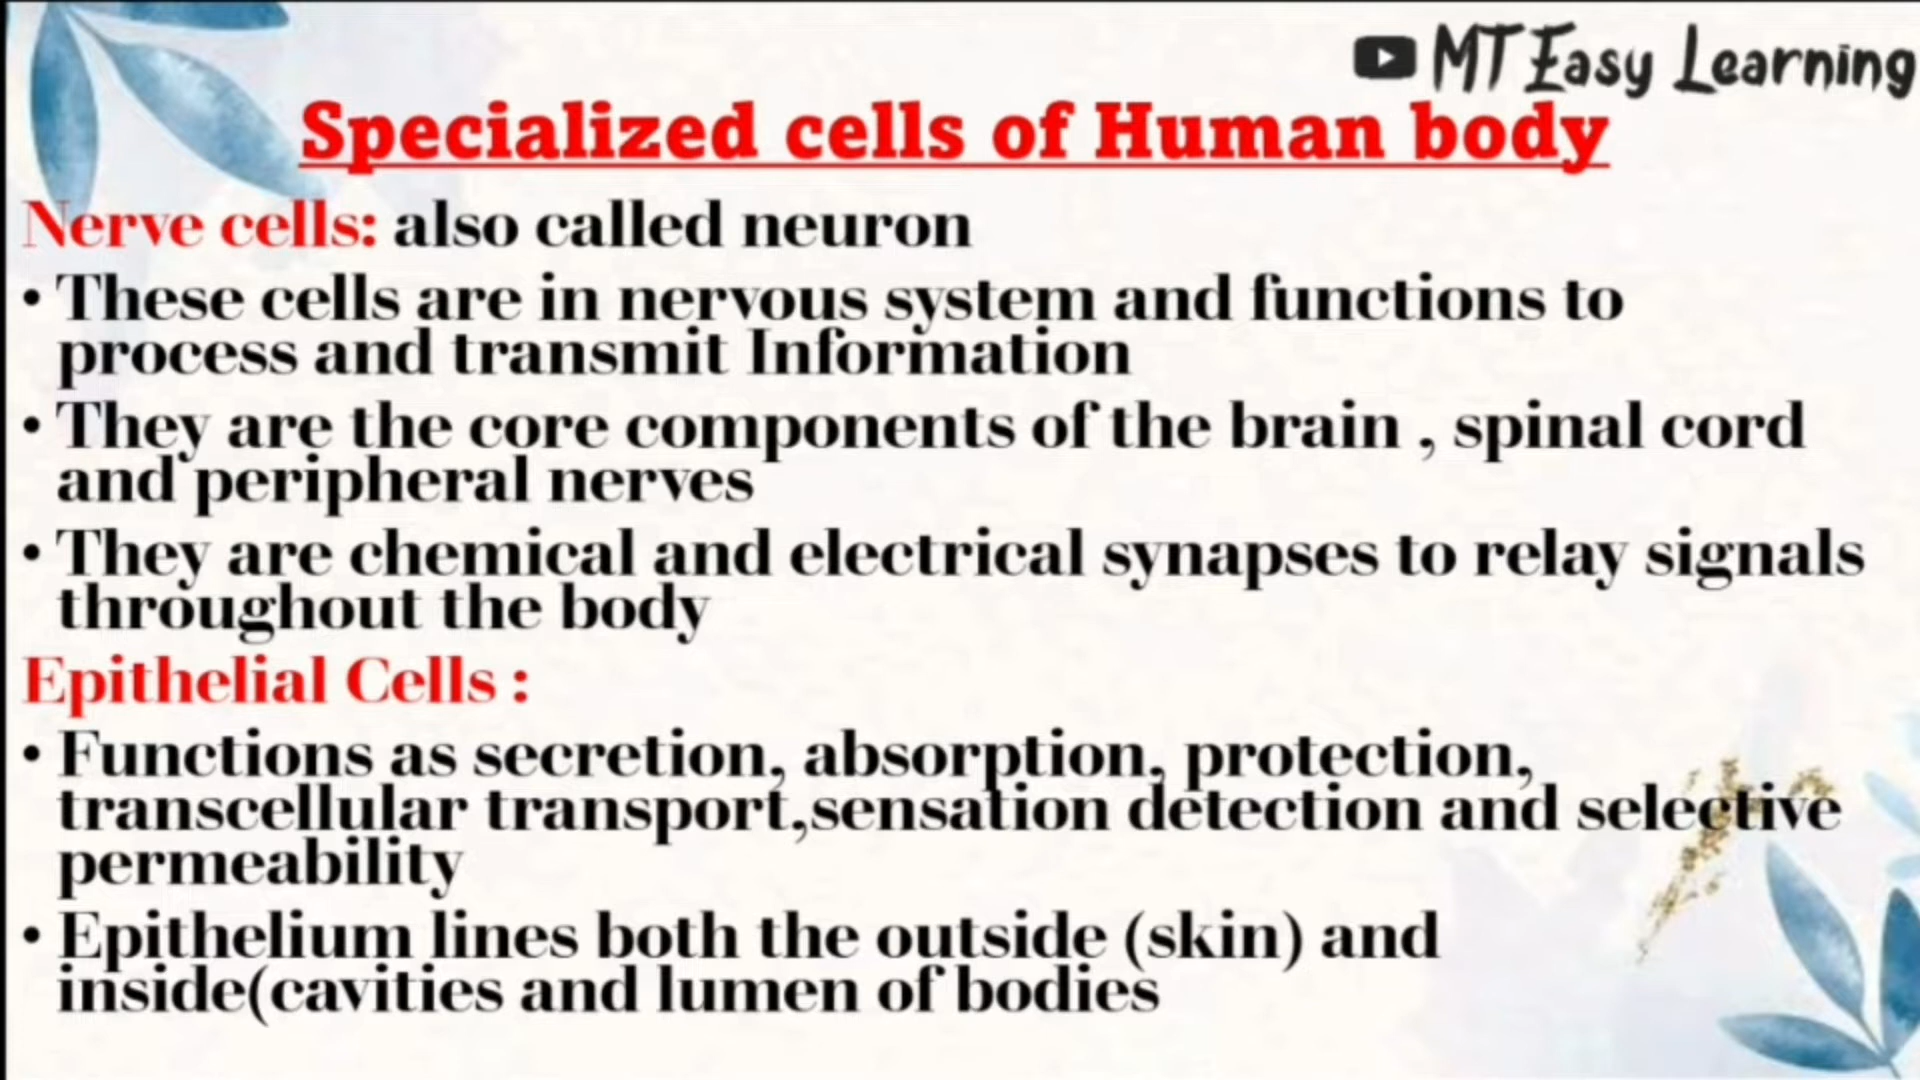 MT Easy Learning
Specialized cells of Human body
Nerve cells: also called neuron
• These cells are in nervous system and functions to
process and transmit Information
• They are the core components of the brain , spinal cord
and peripheral nerves
• They are chemical and electrical synapses to relay signals
throughout the body
Epithelial Cells :
• Functions as secretion, absorption, protection,
transcellular transport,sensation detection and selective
permeability
• Epithelium lines both the outside (skin) and
inside(cavities and lumen of bodies